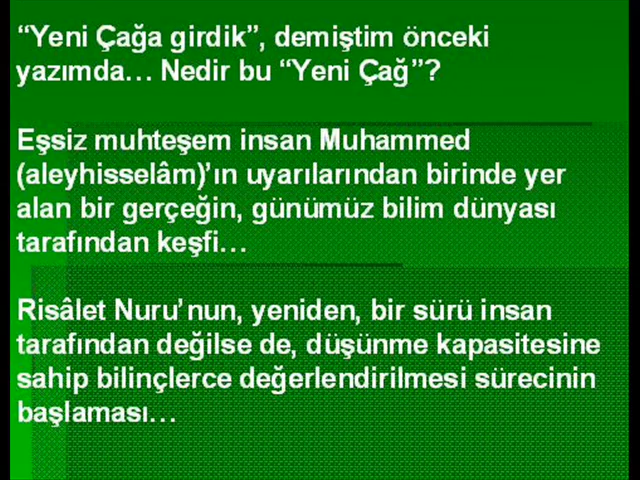 “Yeni Çağa girdik”, demiştim önceki
yazımda… Nedir bu “Yeni Çağ”?
Eşsiz muhteşem insan Muhammed
(aleyhisselâm)’ın uyarılarından birinde yer
alan bir gerçeğin, günümüz bilim dünyası
tarafından keşfi…
Risâlet Nuru’nun, yeniden, bir sürü insan
tarafından değilse de, düşünme kapasitesine
sahip bilinçlerce değerlendirilmesi sürecinin
başlaması…